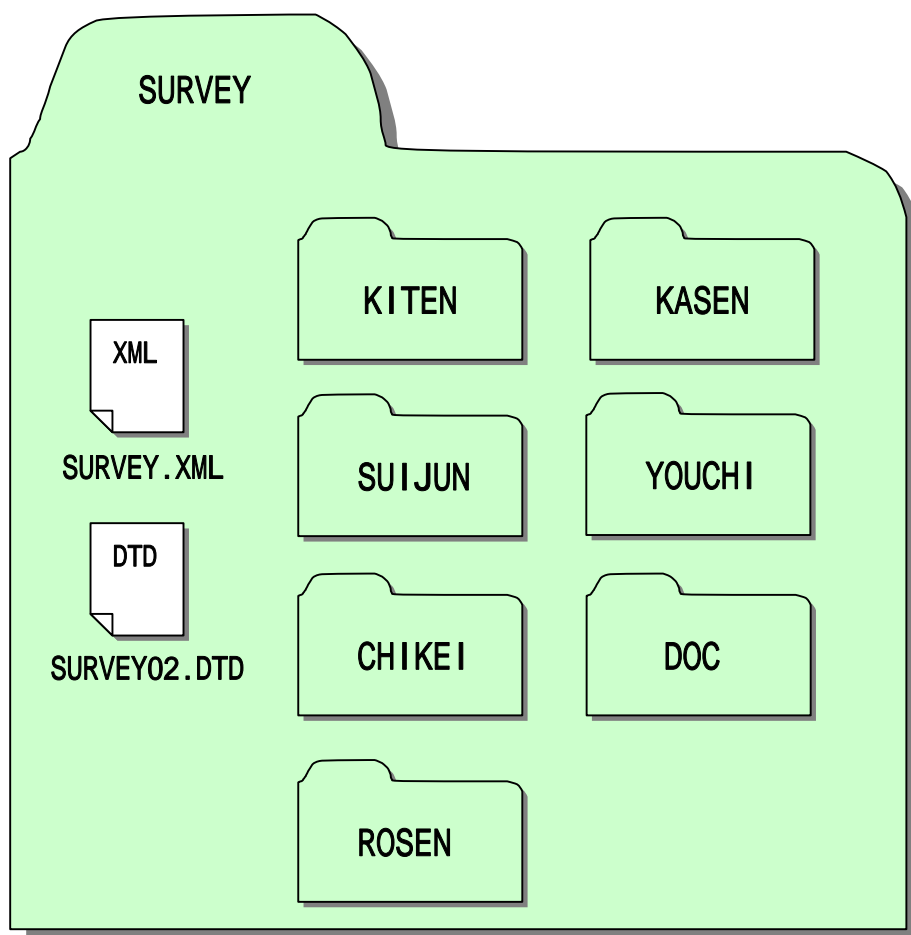 SURVEY
KITEN
KASEN
XML
SURVEY.XML
SUIJUN
YOUCHI
DTD
SURVEY02.DTD
CHIKEI
DOC
ROSEN